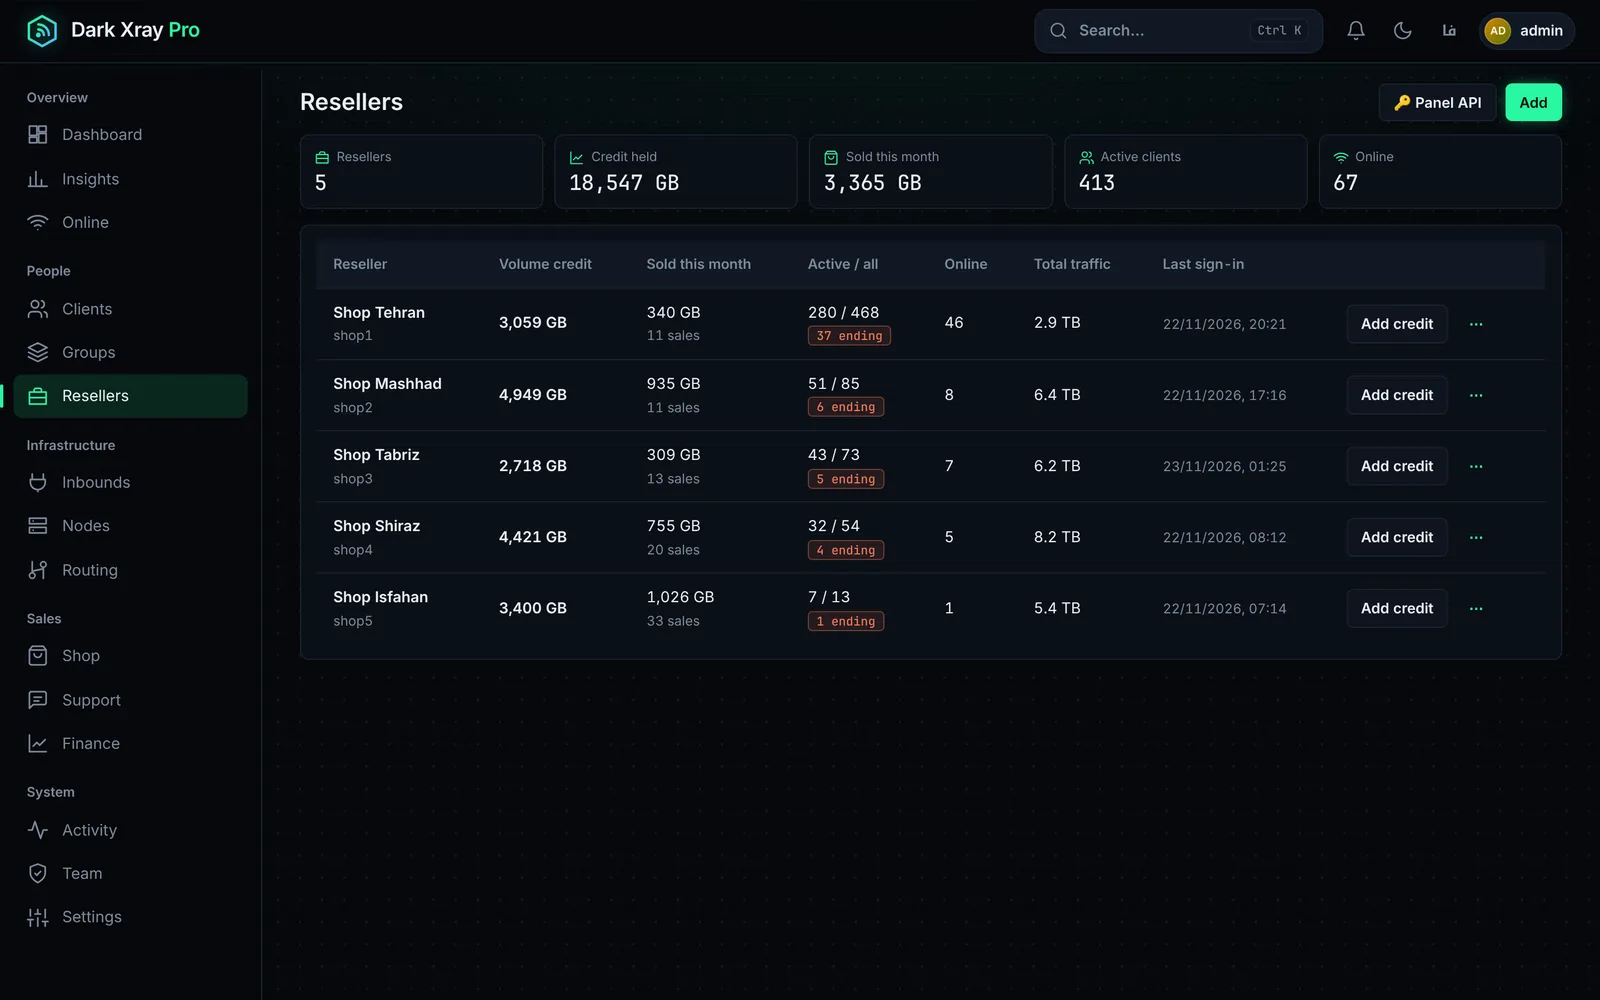 Dark Xray Pro
Search...
Ctrl K
فا
AD
admin
Overview
Dashboard
Insights
Online
People
Clients
Groups
Resellers
Infrastructure
Inbounds
Nodes
Routing
Sales
Shop
Support
Finance
System
Activity
Team
Settings
Resellers
Panel API
Add
Resellers
5
Credit held
18,547 GB
Sold this month
3,365 GB
Active clients
413
Online
67
Reseller Volume credit Sold this month Active / all Online Total traffic Last sign-in
Shop Tehran
shop1
3,059 GB
340 GB
11 sales
280 / 468
37 ending
46
2.9 TB
22/11/2026, 20:21
Add credit
Shop Mashhad
shop2
4,949 GB
935 GB
11 sales
51 / 85
6 ending
8
6.4 TB
22/11/2026, 17:16
Add credit
Shop Tabriz
shop3
2,718 GB
309 GB
13 sales
43 / 73
5 ending
7
6.2 TB
23/11/2026, 01:25
Add credit
Shop Shiraz
shop4
4,421 GB
755 GB
20 sales
32 / 54
4 ending
5
8.2 TB
22/11/2026, 08:12
Add credit
Shop Isfahan
shop5
3,400 GB
1,026 GB
33 sales
7 / 13
1 ending
1
5.4 TB
22/11/2026, 07:14
Add credit